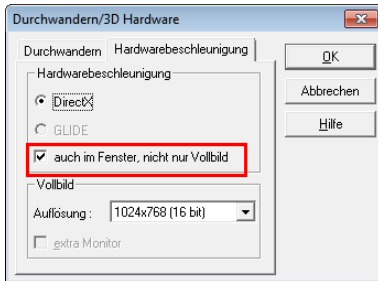 Durchwandern/3D Hardware
Durchwandern Hardwarebeschleunigung
Hardwarebeschleunigung
DirectX
GLIDE
auch im Fenster, nicht nur Vollbild
Vollbild
Auflösung : 1024x768 (16 bit)
extra Monitor
OK
Abbrechen
Hilfe